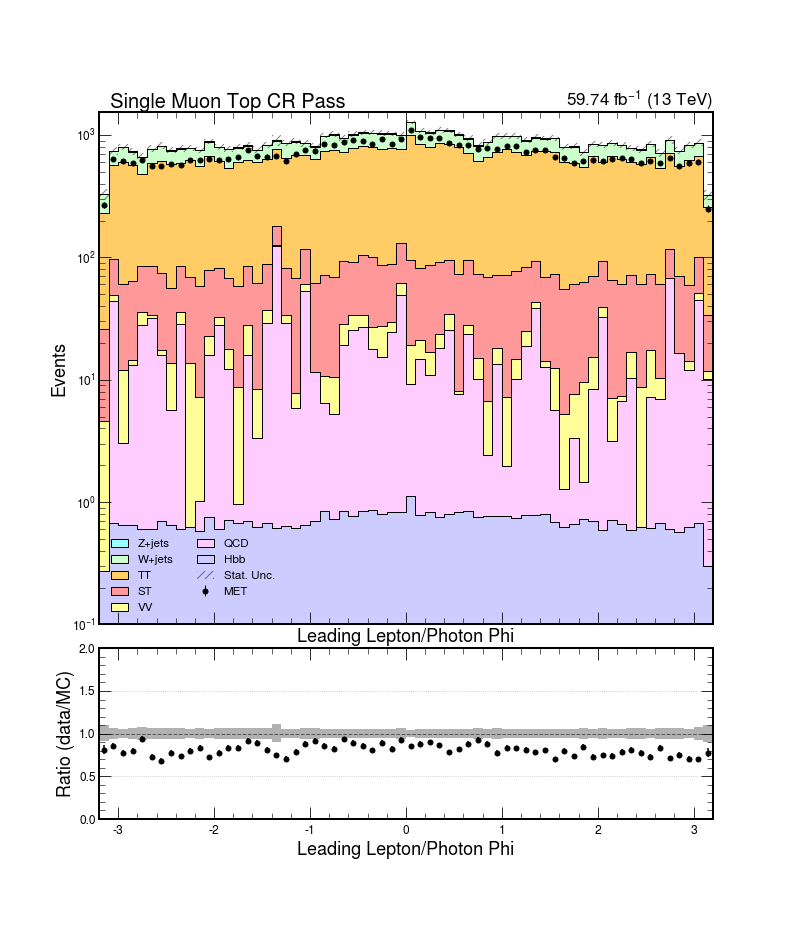 Single Muon Top CR Pass
59.74 fb⁻¹ (13 TeV)
10³
10²
10¹
10⁰
10⁻¹
Events
Z+jets
W+jets
TT
ST
VV
QCD
Hbb
Stat. Unc.
MET
Leading Lepton/Photon Phi
2.0
1.5
1.0
0.5
0.0
Ratio (data/MC)
-3 -2 -1 0 1 2 3
Leading Lepton/Photon Phi